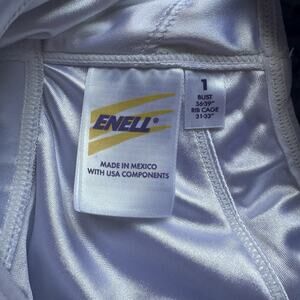 ENELL®
MADE IN MEXICO
WITH USA COMPONENTS
1
BUST
36-39"
RIB CAGE
31-33"